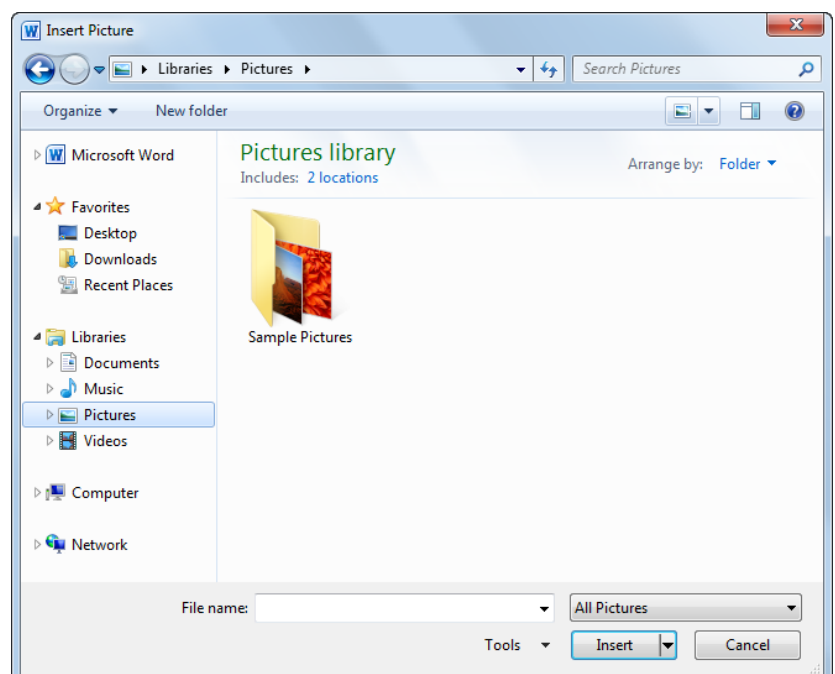 Insert Picture
Libraries Pictures
Search Pictures
Organize New folder
Microsoft Word
Favorites
Desktop
Downloads
Recent Places
Libraries
Documents
Music
Pictures
Videos
Computer
Network
Pictures library
Includes: 2 locations
Arrange by: Folder
Sample Pictures
File name:
All Pictures
Tools Insert Cancel